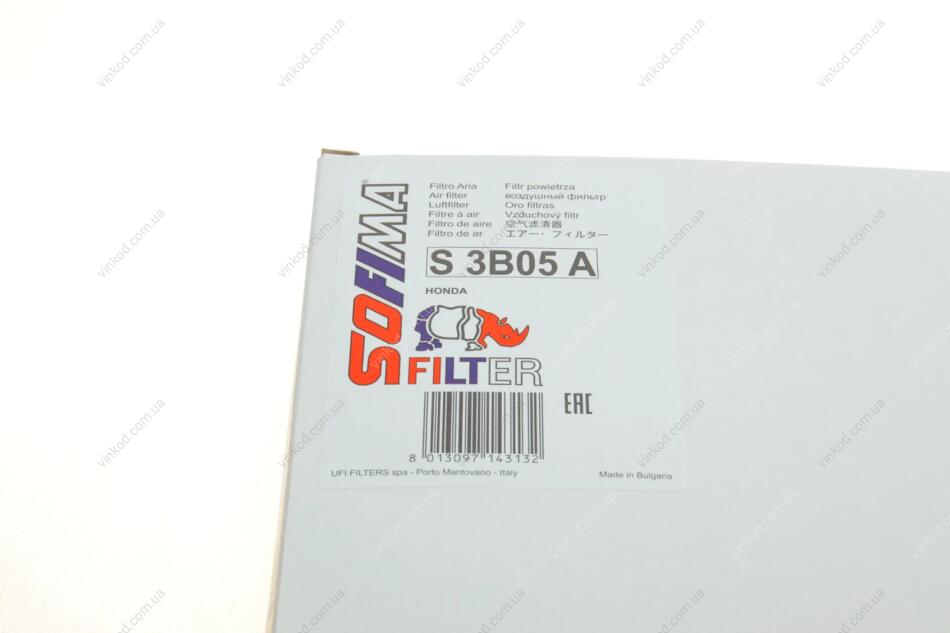 SOFIMA
Filtro Aria
Air filter
Luftfilter
Filtre à air
Filtro de aire
Filtro de ar
Filtr powietrza
воздушный фильтр
Oro filtras
Vzduchový filtr
空气滤清器
エアー・フィルター
S 3B05 A
HONDA
FILTER
EAC
8 013097 143132
UFI FILTERS spa - Porto Mantovano - Italy
Made in Bulgaria
vinkod.com.ua